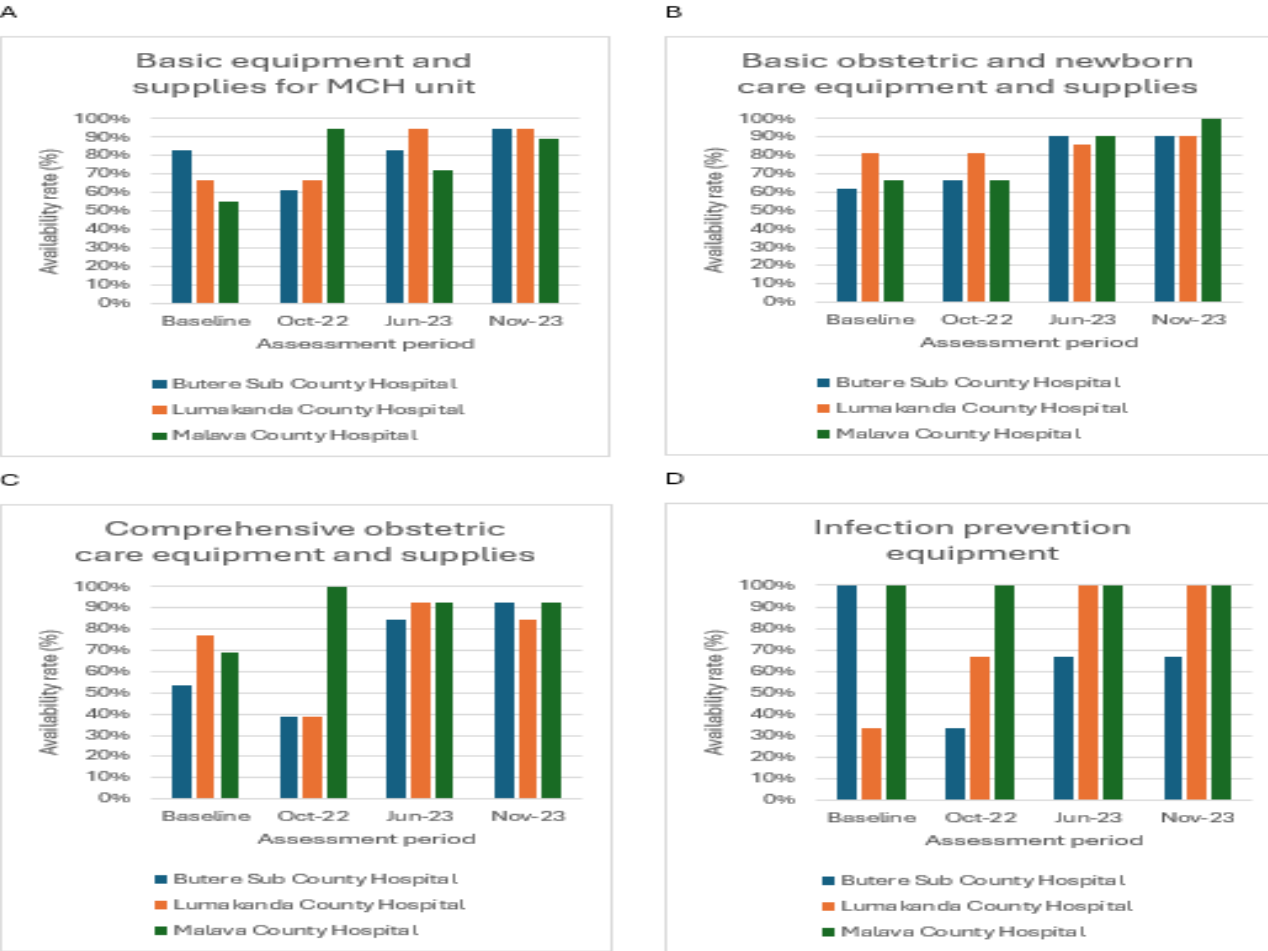 A
Basic equipment and
supplies for MCH unit
100%
90%
80%
70%
60%
50%
40%
30%
20%
10%
0%
Availability rate (%)
Baseline Oct-22 Jun-23 Nov-23
Assessment period
Butere Sub County Hospital
Lumakanda County Hospital
Malava County Hospital
B
Basic obstetric and newborn
care equipment and supplies
100%
90%
80%
70%
60%
50%
40%
30%
20%
10%
0%
Availability rate (%)
Baseline Oct-22 Jun-23 Nov-23
Assessment period
Butere Sub County Hospital
Lumakanda County Hospital
Malava County Hospital
C
Comprehensive obstetric
care equipment and supplies
100%
90%
80%
70%
60%
50%
40%
30%
20%
10%
0%
Availability rate (%)
Baseline Oct-22 Jun-23 Nov-23
Assessment period
Butere Sub County Hospital
Lumakanda County Hospital
Malava County Hospital
D
Infection prevention
equipment
100%
90%
80%
70%
60%
50%
40%
30%
20%
10%
0%
Availability rate (%)
Baseline Oct-22 Jun-23 Nov-23
Assessment period
Butere Sub County Hospital
Lumakanda County Hospital
Malava County Hospital